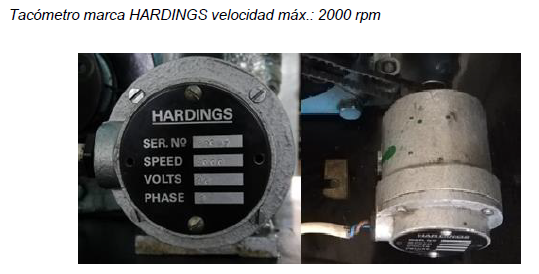 Tacómetro marca HARDINGS velocidad máx.: 2000 rpm
HARDINGS
SER. Nº
SPEED
VOLTS
PHASE
HARDINGS